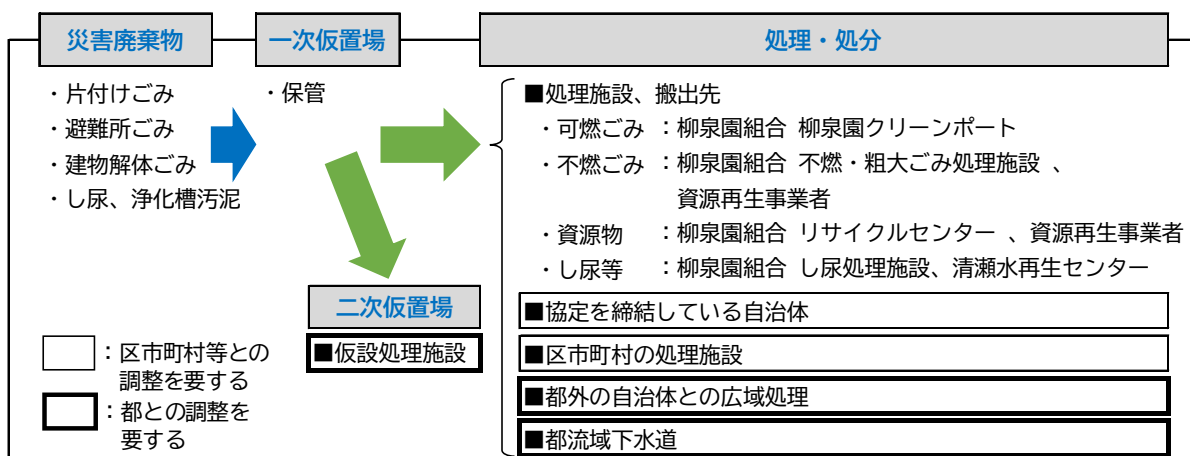 災害廃棄物
・片付けごみ
・避難所ごみ
・建物解体ごみ
・し尿、浄化槽汚泥
一次仮置場
・保管
二次仮置場
■仮設処理施設
処理・処分
■処理施設、搬出先
・可燃ごみ ：柳泉園組合 柳泉園クリーンポート
・不燃ごみ ：柳泉園組合 不燃・粗大ごみ処理施設 、
資源再生事業者
・資源物 ：柳泉園組合 リサイクルセンター 、資源再生事業者
・し尿等 ：柳泉園組合 し尿処理施設、清瀬水再生センター
■協定を締結している自治体
■区市町村の処理施設
■都外の自治体との広域処理
■都流域下水道
：区市町村等との
調整を要する
：都との調整を
要する